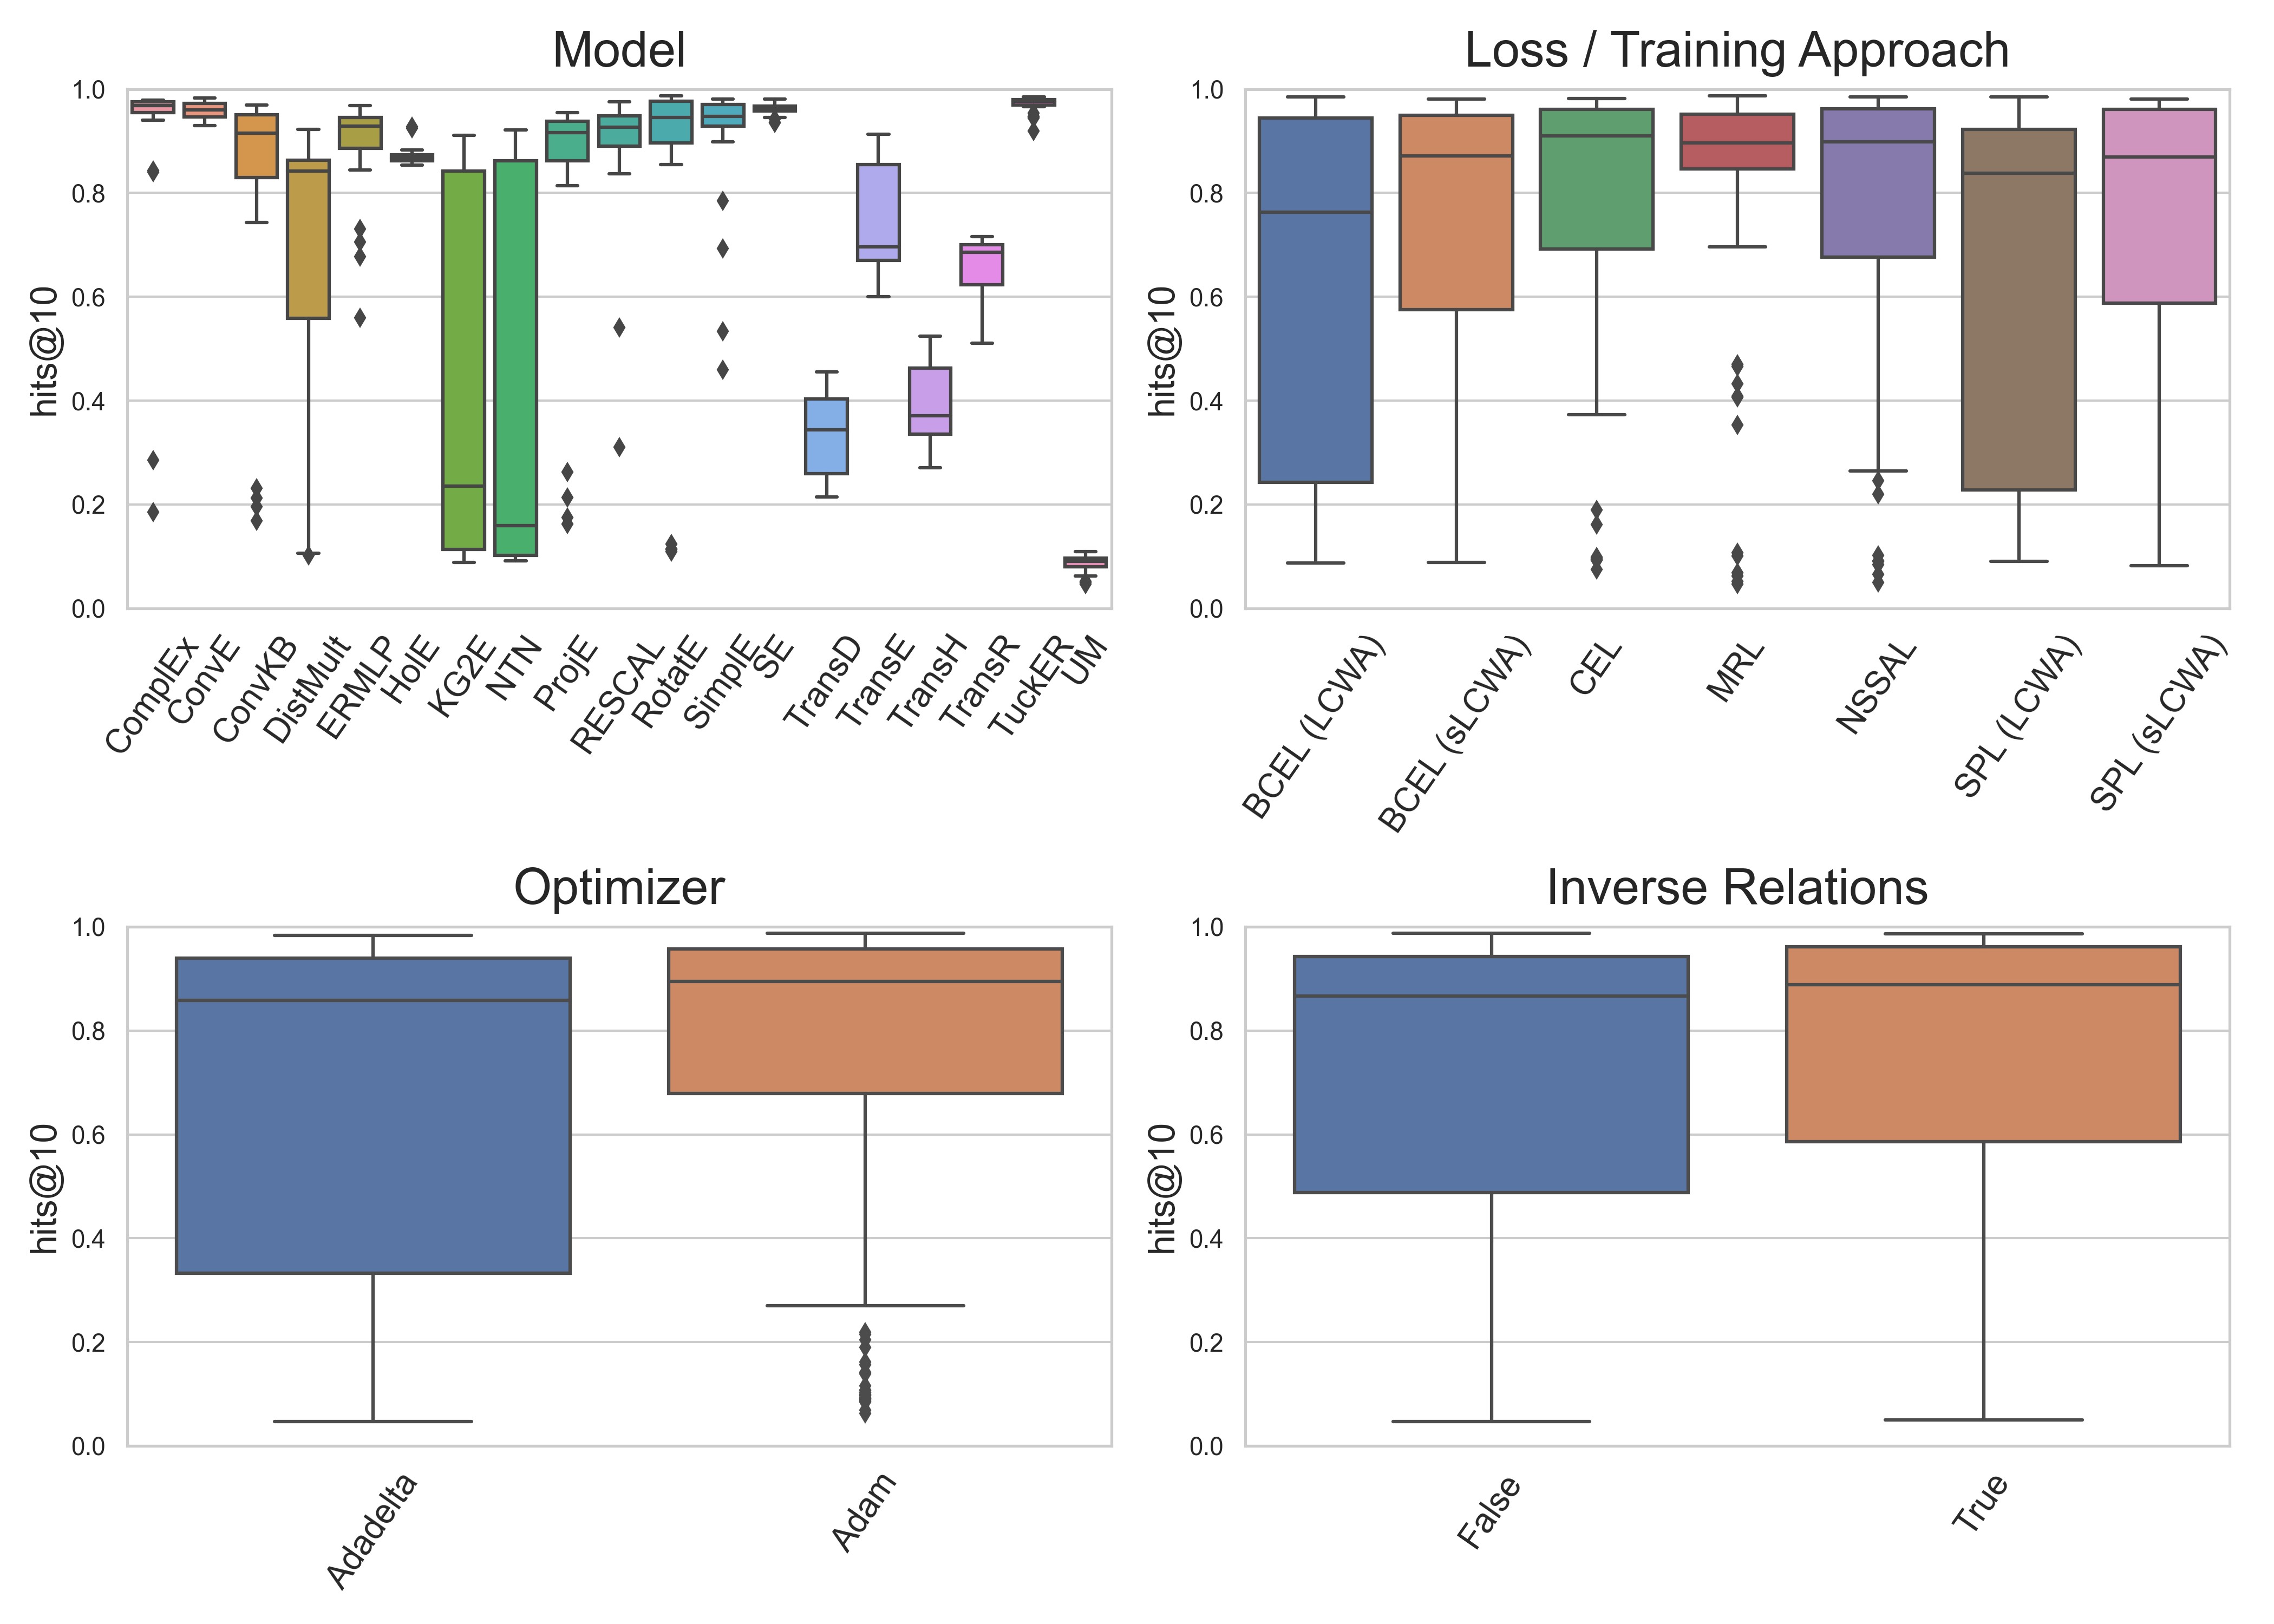 Model
hits@10
1.0
0.8
0.6
0.4
0.2
0.0
ComplEx
ConvE
ConvKB
DistMult
ERMLP
HolE
KG2E
NTN
ProjE
RESCAL
RotatE
SimplE
SE
TransD
TransE
TransH
TransR
TuckER
UM
Loss / Training Approach
hits@10
1.0
0.8
0.6
0.4
0.2
0.0
BCEL (LCWA)
BCEL (sLCWA)
CEL
MRL
NSSAL
SPL (LCWA)
SPL (sLCWA)
Optimizer
hits@10
1.0
0.8
0.6
0.4
0.2
0.0
Adadelta
Adam
Inverse Relations
hits@10
1.0
0.8
0.6
0.4
0.2
0.0
False
True